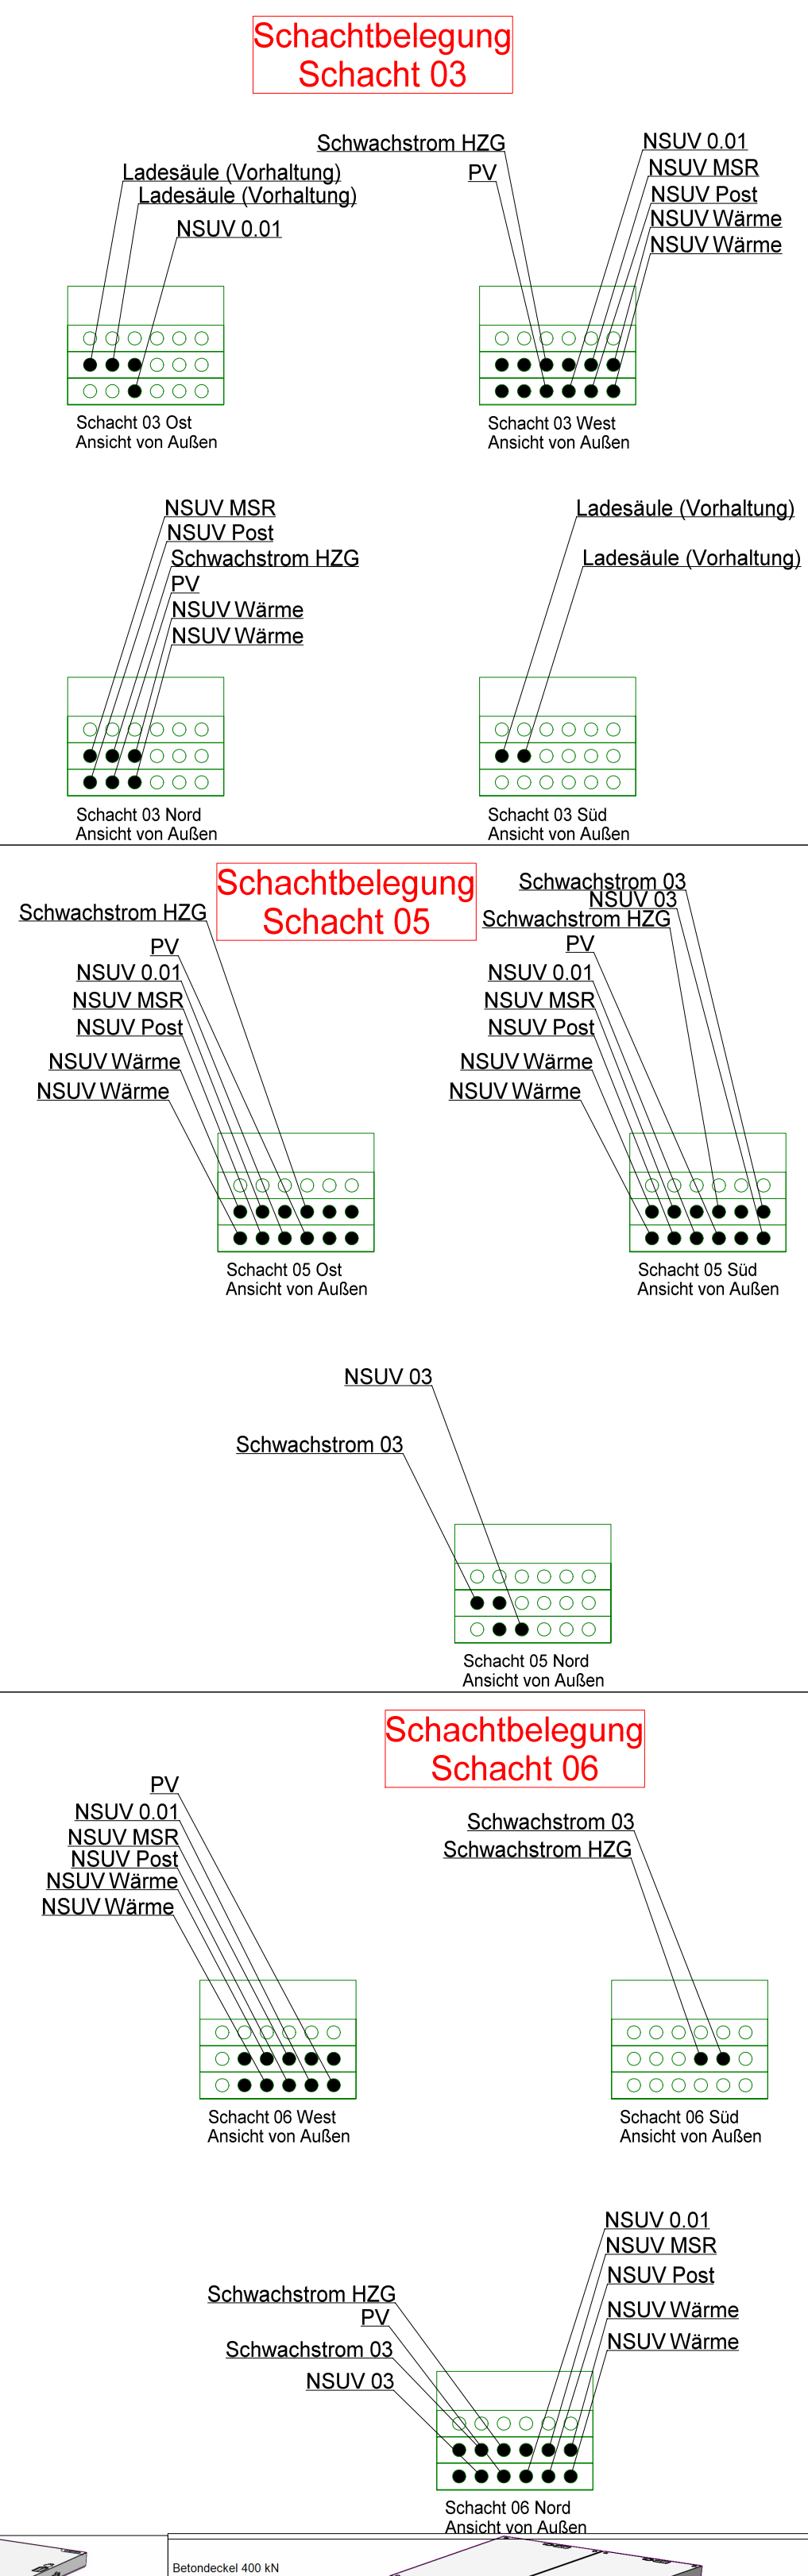 Schachtbelegung
Schacht 03
Schwachstrom HZG
PV
NSUV 0.01
NSUV MSR
NSUV Post
NSUV Wärme
NSUV Wärme
Ladesäule (Vorhaltung)
Ladesäule (Vorhaltung)
NSUV 0.01
Schacht 03 Ost
Ansicht von Außen
Schacht 03 West
Ansicht von Außen
NSUV MSR
NSUV Post
Schwachstrom HZG
PV
NSUV Wärme
NSUV Wärme
Ladesäule (Vorhaltung)
Ladesäule (Vorhaltung)
Schacht 03 Nord
Ansicht von Außen
Schacht 03 Süd
Ansicht von Außen
Schachtbelegung
Schacht 05
Schwachstrom HZG
PV
NSUV 0.01
NSUV MSR
NSUV Post
NSUV Wärme
NSUV Wärme
Schwachstrom 03
NSUV 03
Schwachstrom HZG
PV
NSUV 0.01
NSUV MSR
NSUV Post
NSUV Wärme
NSUV Wärme
Schacht 05 Ost
Ansicht von Außen
Schacht 05 Süd
Ansicht von Außen
NSUV 03
Schwachstrom 03
Schacht 05 Nord
Ansicht von Außen
Schachtbelegung
Schacht 06
PV
NSUV 0.01
NSUV MSR
NSUV Post
NSUV Wärme
NSUV Wärme
Schwachstrom 03
Schwachstrom HZG
Schacht 06 West
Ansicht von Außen
Schacht 06 Süd
Ansicht von Außen
Schwachstrom HZG
PV
Schwachstrom 03
NSUV 03
NSUV 0.01
NSUV MSR
NSUV Post
NSUV Wärme
NSUV Wärme
Schacht 06 Nord
Ansicht von Außen
Betondeckel 400 kN